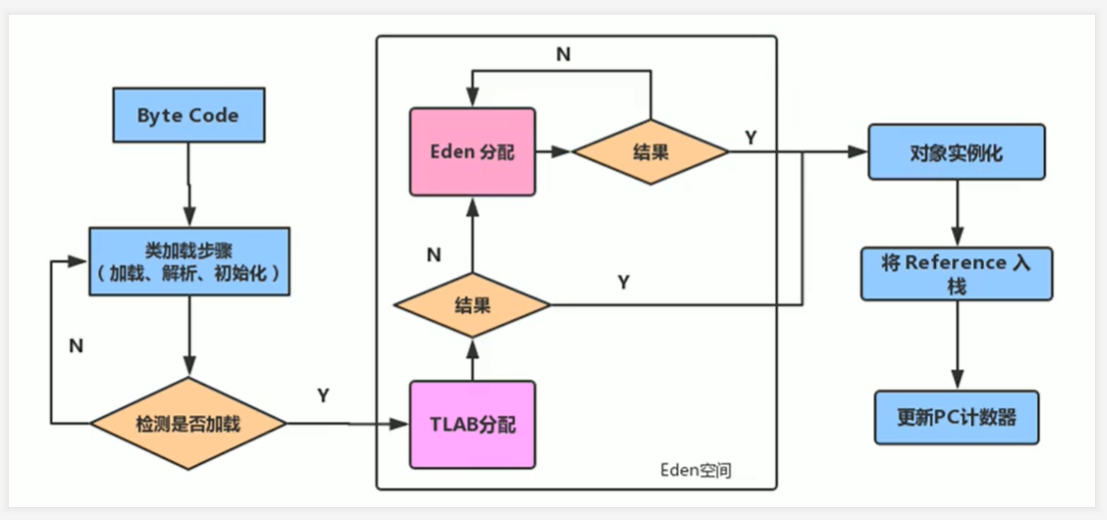 Byte Code
类加载步骤
（加载、解析、初始化）
N
检测是否加载
Y
N
Eden 分配
结果
Y
N
结果
Y
TLAB分配
Eden空间
对象实例化
将 Reference 入
栈
更新PC计数器